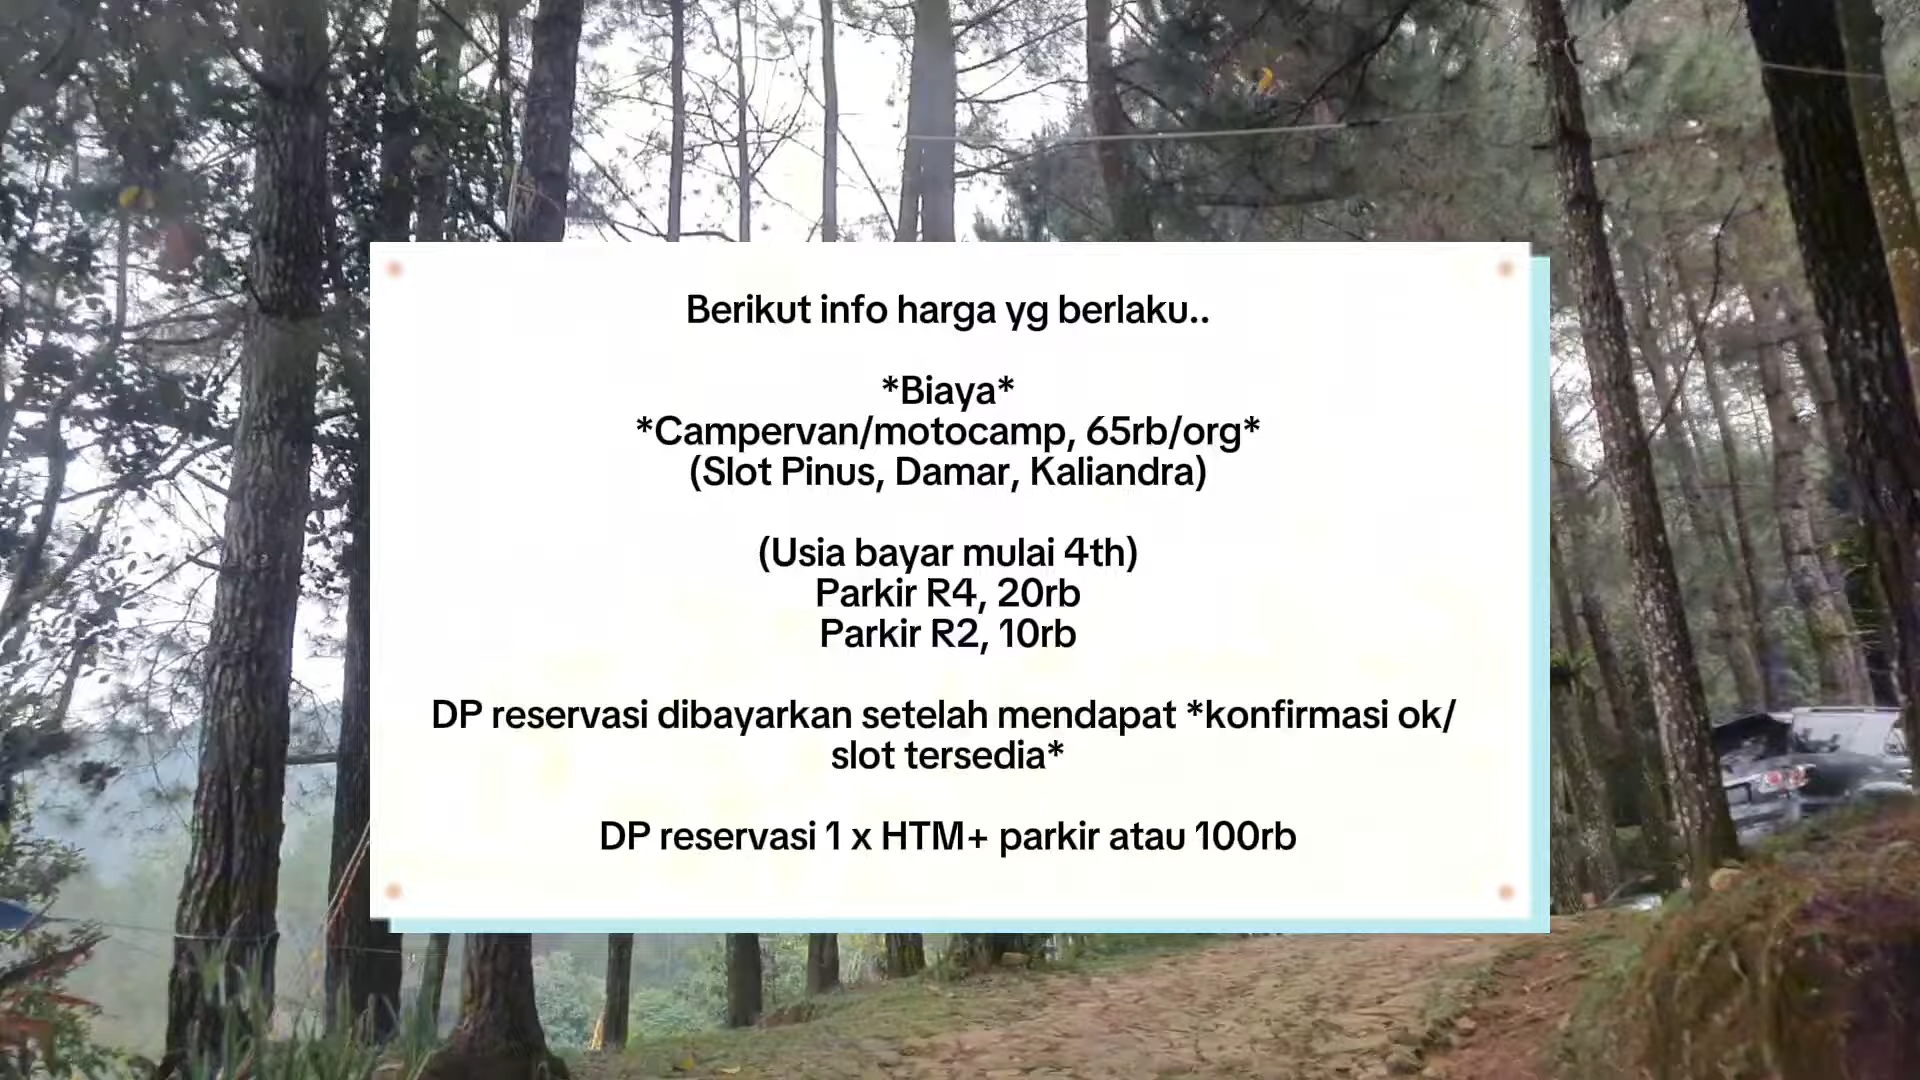 Berikut info harga yg berlaku..
*Biaya*
*Campervan/motocamp, 65rb/org*
(Slot Pinus, Damar, Kaliandra)
(Usia bayar mulai 4th)
Parkir R4, 20rb
Parkir R2, 10rb
DP reservasi dibayarkan setelah mendapat *konfirmasi ok/
slot tersedia*
DP reservasi 1 x HTM+ parkir atau 100rb